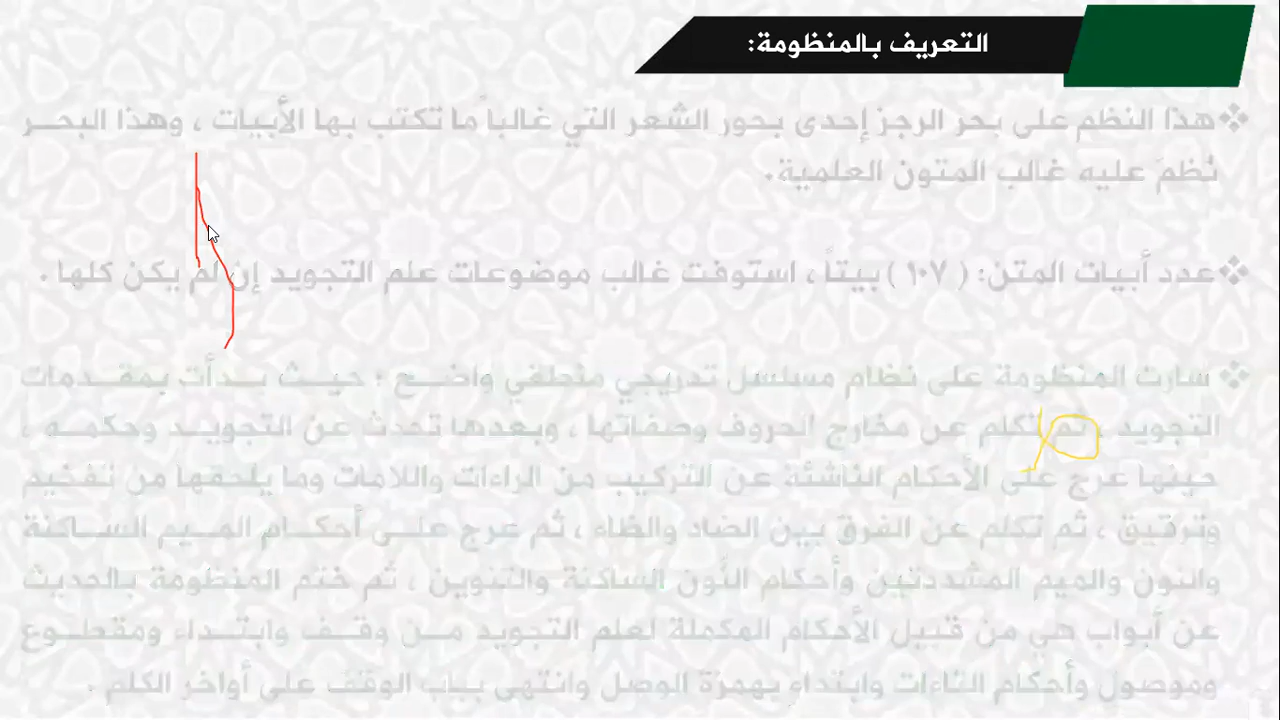 التعريف بالمنظومة:
❖هذا النظم على بحر الرجز إحدى بحور الشعر التي غالباً ما تكتب بها الأبيات ، وهذا البحر
نُظمَ عليه غالب المتون العلمية.
❖عدد أبيات المتن: ( ١٠٧ ) بيتاً ، استوفت غالب موضوعات علم التجويد إن لم يكن كلها .
❖سارت المنظومة على نظام مسلسل تدريجي منطقي واضح ؛ حيث بدأت بمقدمات
التجويد ، ثم تكلم عن مخارج الحروف وصفاتها ، وبعدها تحدث عن التجويد وحكمه ،
حينها عرج على الأحكام الناشئة عن التركيب من الراءات واللامات وما يلحقها من تفخيم
وترقيق ، ثم تكلم عن الفرق بين الضاد والظاء ، ثم عرج على أحكام الميم الساكنة
والنون والميم المشددتين وأحكام النون الساكنة والتنوين ، ثم ختم المنظومة بالحديث
عن أبواب هي من قبيل الأحكام المكملة لعلم التجويد من وقف وابتداء ومقطوع
وموصول وأحكام التاءات وابتداء بهمزة الوصل وانتهى بباب الوقف على أواخر الكلم .